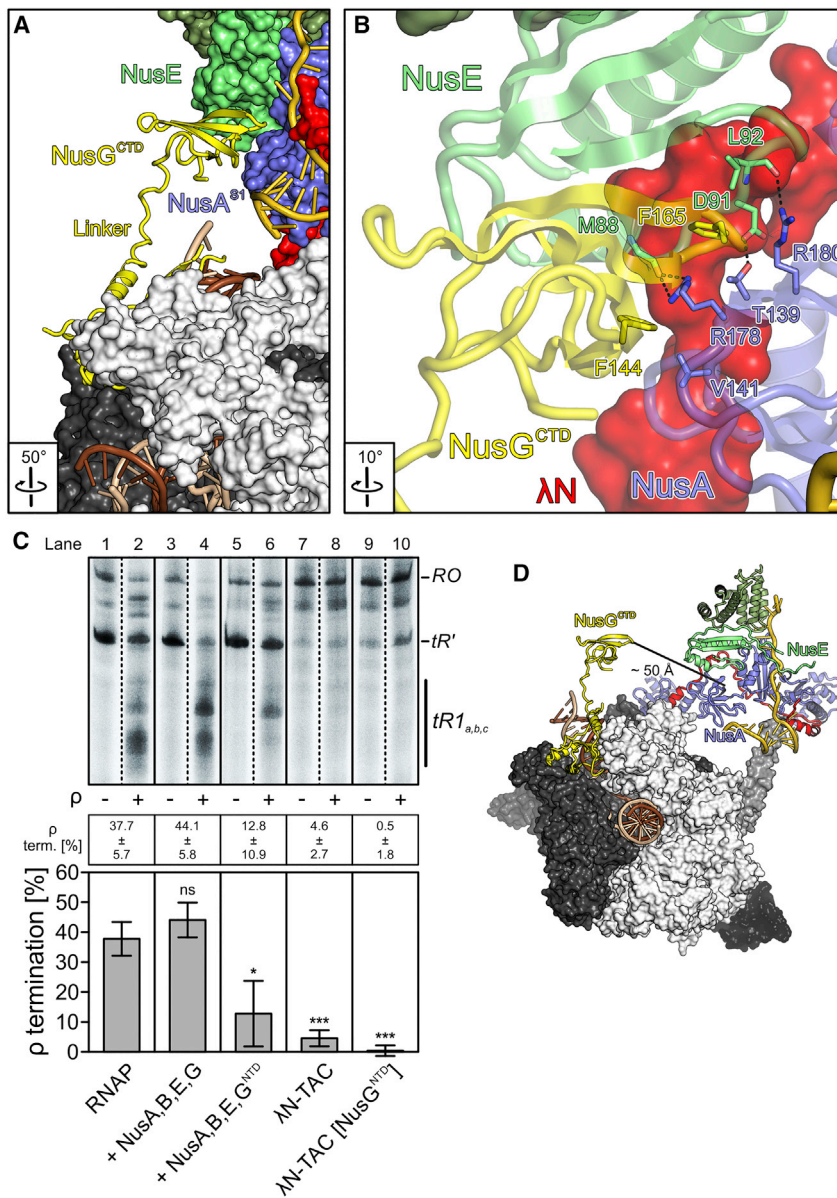 A
NusE
NusG^CTD
NusA^S1
Linker
50°
B
NusE
L92
D91
F165
M88
R180
T139
R178
F144
V141
NusG^CTD
λN
NusA
10°
C
Lane 1 2 3 4 5 6 7 8 9 10
RO
tR'
tR1a,b,c
ρ - + - + - + - + - +
ρ term. [%]
37.7 ± 5.7
44.1 ± 5.8
12.8 ± 10.9
4.6 ± 2.7
0.5 ± 1.8
ρ termination [%]
60
50
40
30
20
10
0
ns
*
***
***
RNAP
+ NusA,B,E,G
+ NusA,B,E,G^NTD
λN-TAC
λN-TAC [NusG^NTD]
D
NusG^CTD
NusE
~ 50 Å
NusA